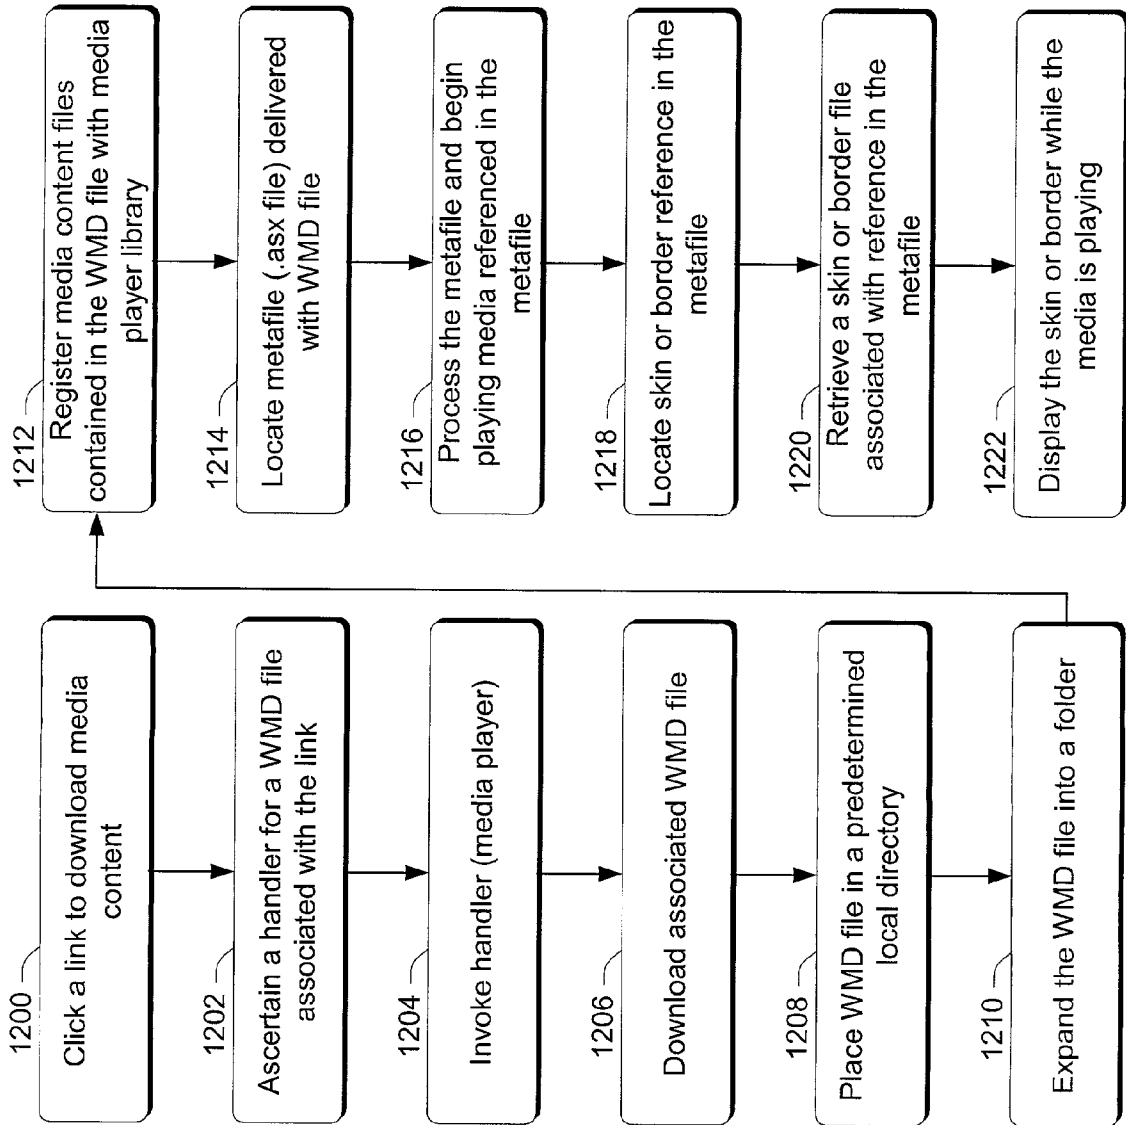 1200
Click a link to download media
content
1202
Ascertain a handler for a WMD file
associated with the link
1204
Invoke handler (media player)
1206
Download associated WMD file
1208
Place WMD file in a predetermined
local directory
1210
Expand the WMD file into a folder
1212
Register media content files
contained in the WMD file with media
player library
1214
Locate metafile (.asx file) delivered
with WMD file
1216
Process the metafile and begin
playing media referenced in the
metafile
1218
Locate skin or border reference in the
metafile
1220
Retrieve a skin or border file
associated with reference in the
metafile
1222
Display the skin or border while the
media is playing